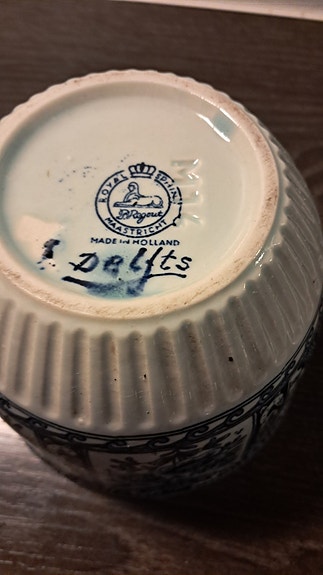 ROYAL SPHINX
P. Regout
MAASTRICHT
MADE IN HOLLAND
Delfts